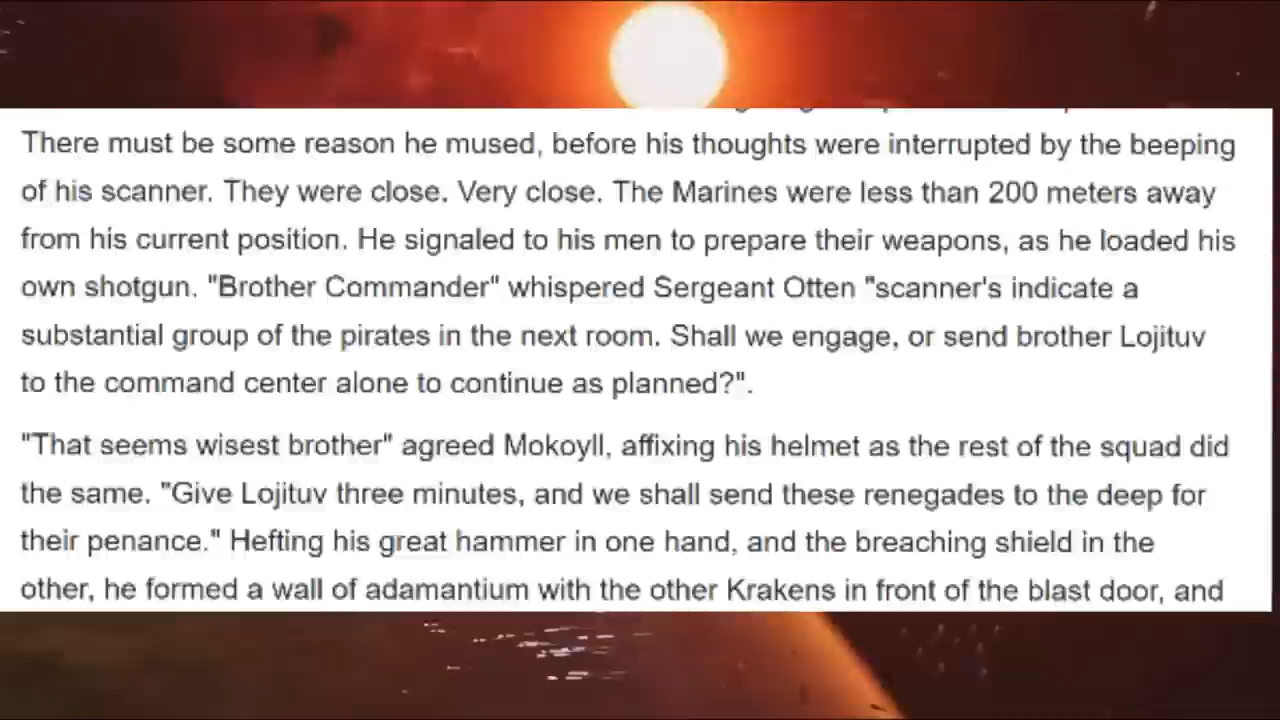 There must be some reason he mused, before his thoughts were interrupted by the beeping
of his scanner. They were close. Very close. The Marines were less than 200 meters away
from his current position. He signaled to his men to prepare their weapons, as he loaded his
own shotgun. "Brother Commander" whispered Sergeant Otten "scanner's indicate a
substantial group of the pirates in the next room. Shall we engage, or send brother Lojituv
to the command center alone to continue as planned?".
"That seems wisest brother" agreed Mokoyll, affixing his helmet as the rest of the squad did
the same. "Give Lojituv three minutes, and we shall send these renegades to the deep for
their penance." Hefting his great hammer in one hand, and the breaching shield in the
other, he formed a wall of adamantium with the other Krakens in front of the blast door, and